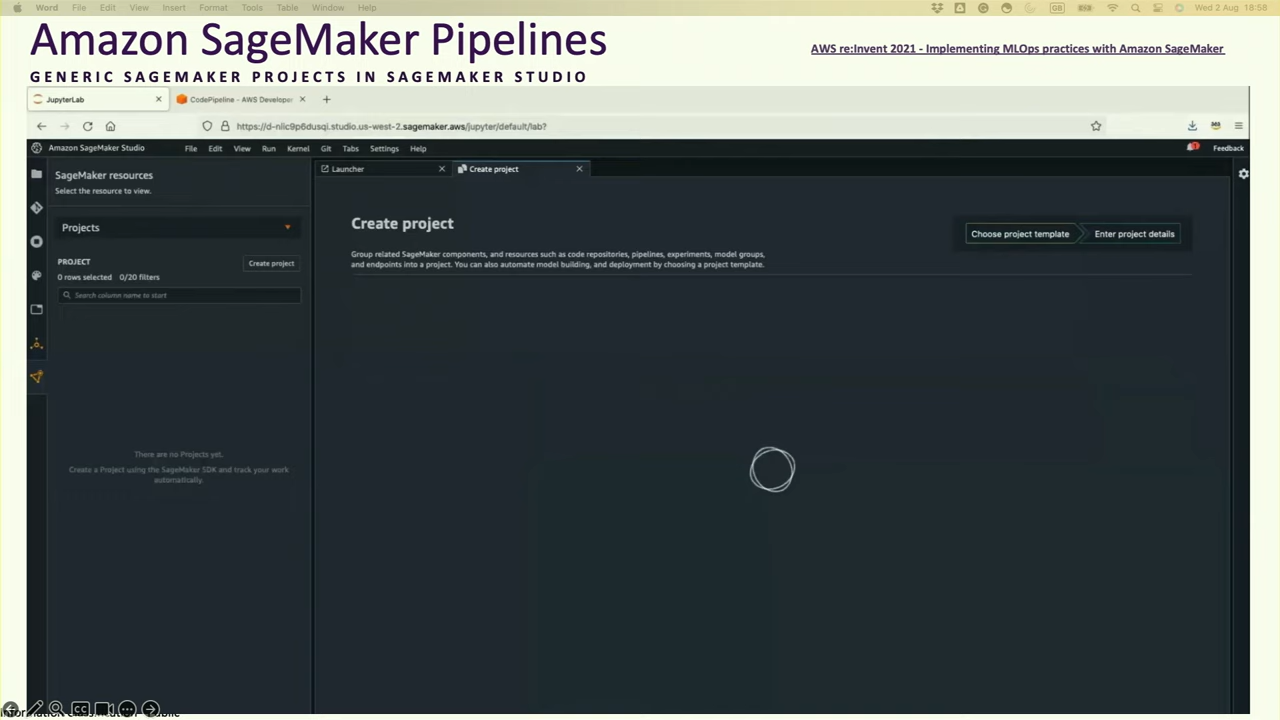 Word File Edit View Insert Format Tools Table Window Help GB Wed 2 Aug 18:58
Amazon SageMaker Pipelines
AWS re:Invent 2021 - Implementing MLOps practices with Amazon SageMaker
GENERIC SAGEMAKER PROJECTS IN SAGEMAKER STUDIO
JupyterLab
CodePipeline - AWS Developer
https://d-niic9p6dusqi.studio.us-west-2.sagemaker.aws/jupyter/default/lab?
Amazon SageMaker Studio File Edit View Run Kernel Git Tabs Settings Help Feedback
Launcher
Create project
SageMaker resources
Select the resource to view.
Projects
PROJECT
Create project
0 rows selected 0/20 filters
Search column name to start
There are no Projects yet.
Create a Project using the SageMaker SDK and track your work
automatically.
Create project
Choose project template
Enter project details
Group related SageMaker components, and resources such as code repositories, pipelines, experiments, model groups,
and endpoints into a project. You can also automate model building, and deployment by choosing a project template.